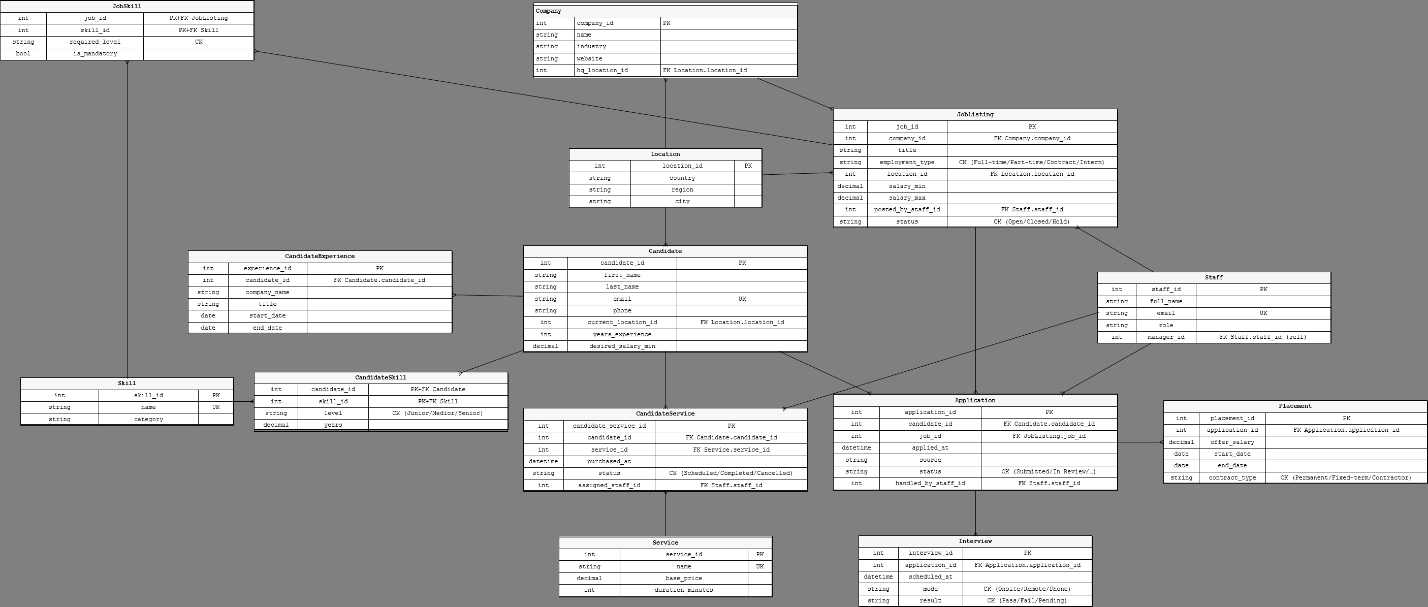 JobSkill
int job_id PK+FK JobListing
int skill_id PK+FK Skill
string required_level CK
bool is_mandatory
Company
int company_id PK
string name
string industry
string website
int hq_location_id FK Location.location_id
JobListing
int job_id PK
int company_id FK Company.company_id
string title
string employment_type CK (Full-time/Part-time/Contract/Intern)
int location_id FK Location.location_id
decimal salary_min
decimal salary_max
int posted_by_staff_id FK Staff.staff_id
string status CK (Open/Closed/Hold)
Location
int location_id PK
string country
string region
string city
Candidate
int candidate_id PK
string first_name
string last_name
string email UK
string phone
int current_location_id FK Location.location_id
int years_experience
decimal desired_salary_min
CandidateExperience
int experience_id PK
int candidate_id FK Candidate.candidate_id
string company_name
string title
date start_date
date end_date
Staff
int staff_id PK
string full_name
string email UK
string role
int manager_id FK Staff.staff_id (self)
Skill
int skill_id PK
string name UK
string category
CandidateSkill
int candidate_id PK+FK Candidate
int skill_id PK+FK Skill
string level CK (Junior/Medior/Senior)
decimal years
CandidateService
int candidate_service_id PK
int candidate_id FK Candidate.candidate_id
int service_id FK Service.service_id
datetime purchased_at
string status CK (Scheduled/Completed/Cancelled)
int assigned_staff_id FK Staff.staff_id
Application
int application_id PK
int candidate_id FK Candidate.candidate_id
int job_id FK JobListing.job_id
datetime applied_at
string source
string status CK (Submitted/In Review/…)
int handled_by_staff_id FK Staff.staff_id
Placement
int placement_id PK
int application_id FK Application.application_id
decimal offer_salary
date start_date
date end_date
string contract_type CK (Permanent/Fixed-term/Contractor)
Service
int service_id PK
string name UK
decimal base_price
int duration_minutes
Interview
int interview_id PK
int application_id FK Application.application_id
datetime scheduled_at
string mode CK (Onsite/Remote/Phone)
string result CK (Pass/Fail/Pending)